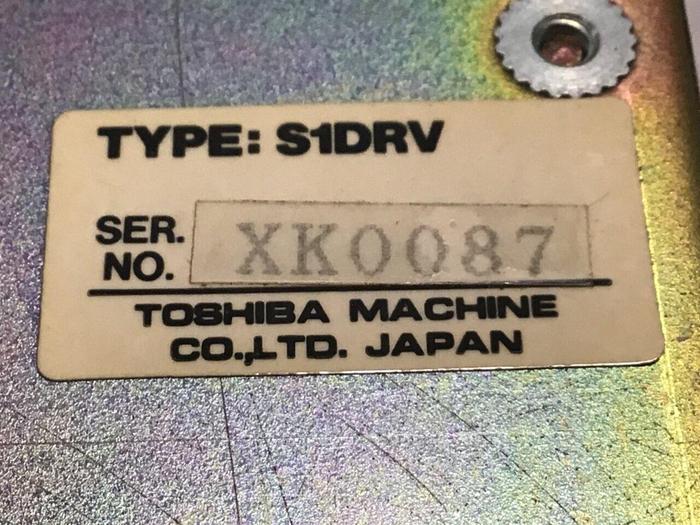 TYPE: S1DRV
SER. NO. XK0087
TOSHIBA MACHINE
CO.,LTD. JAPAN